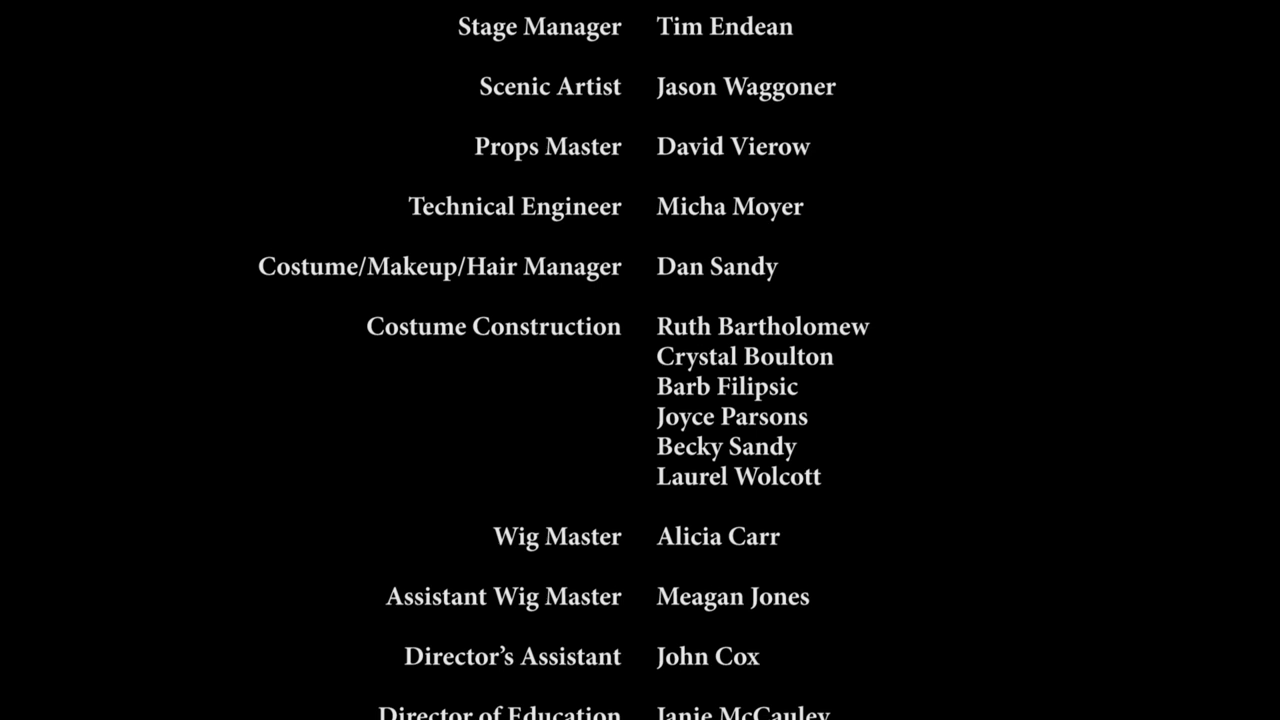 Stage Manager Tim Endean
Scenic Artist Jason Waggoner
Props Master David Vierow
Technical Engineer Micha Moyer
Costume/Makeup/Hair Manager Dan Sandy
Costume Construction Ruth Bartholomew
Crystal Boulton
Barb Filipsic
Joyce Parsons
Becky Sandy
Laurel Wolcott
Wig Master Alicia Carr
Assistant Wig Master Meagan Jones
Director’s Assistant John Cox
Director of Education Janie McCauley